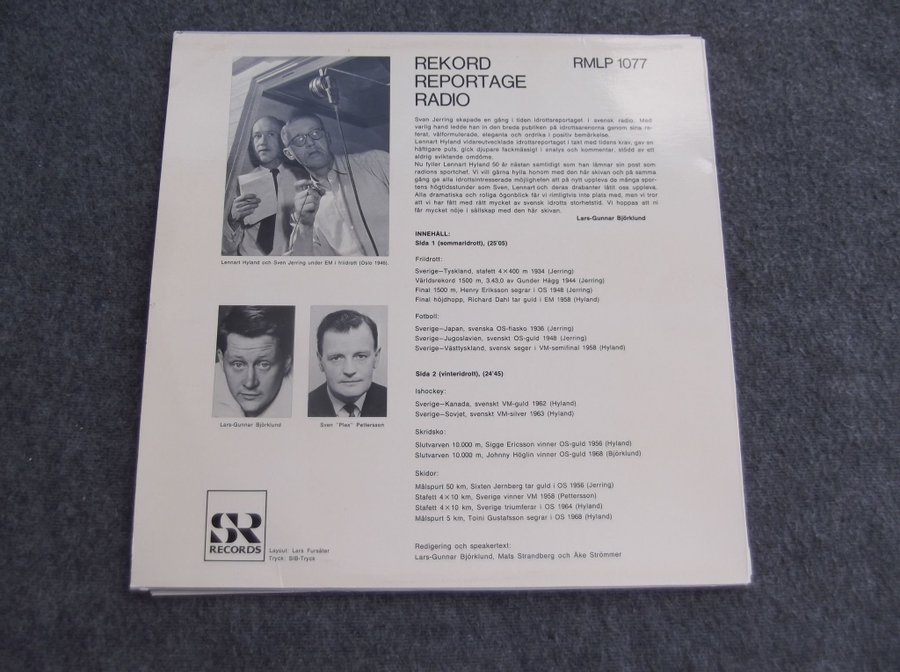 REKORD
REPORTAGE
RADIO
RMLP 1077
Sven Jerring skapade en gång i tiden idrottsreportaget i svensk radio. Med
varlig hand ledde han in den breda publiken på idrottsarenorna genom sina re-
ferat, välformulerade, eleganta och ordrika i positiv bemärkelse.
Lennart Hyland vidareutvecklade idrottsreportaget i takt med tidens krav, gav en
häftigare puls, gick djupare fackmässigt i analys och kommentar, stödd av ett
aldrig sviktande omdöme.
Nu fyller Lennart Hyland 50 år nästan samtidigt som han lämnar sin post som
radions sportchef. Vi vill gärna hylla honom med den här skivan och på samma
gång ge alla idrottsintresserade möjligheten att på nytt uppleva de många spor-
tens högtidsstunder som Sven, Lennart och deras drabanter låtit oss uppleva.
Alla dramatiska och roliga ögonblick får vi rimligtvis inte plats med, men vi tror
att vi har fått med rätt mycket av svensk idrotts storhetstid. Vi hoppas att ni
får mycket nöje i sällskap med den här skivan.
Lars-Gunnar Björklund
Lennart Hyland och Sven Jerring under EM i friidrott (Oslo 1946).
INNEHÅLL:
Sida 1 (sommaridrott), (25'05)
Friidrott:
Sverige—Tyskland, stafett 4×400 m 1934 (Jerring)
Världsrekord 1500 m, 3.43,0 av Gunder Hägg 1944 (Jerring)
Final 1500 m, Henry Eriksson segrar i OS 1948 (Jerring)
Final höjdhopp, Richard Dahl tar guld i EM 1958 (Hyland)
Fotboll:
Sverige—Japan, svenska OS-fiasko 1936 (Jerring)
Sverige—Jugoslavien, svenskt OS-guld 1948 (Jerring)
Sverige—Västtyskland, svensk seger i VM-semifinal 1958 (Hyland)
Sida 2 (vinteridrott), (24'45)
Ishockey:
Sverige—Kanada, svenskt VM-guld 1962 (Hyland)
Sverige—Sovjet, svenskt VM-silver 1963 (Hyland)
Lars-Gunnar Björklund
Sven "Plex" Pettersson
Skridsko:
Slutvarven 10.000 m, Sigge Ericsson vinner OS-guld 1956 (Hyland)
Slutvarven 10.000 m, Johnny Höglin vinner OS-guld 1968 (Björklund)
Skidor:
Målspurt 50 km, Sixten Jernberg tar guld i OS 1956 (Jerring)
Stafett 4×10 km, Sverige vinner VM 1958 (Pettersson)
Stafett 4×10 km, Sverige triumferar i OS 1964 (Hyland)
Målspurt 5 km, Toini Gustafsson segrar i OS 1968 (Hyland)
Redigering och speakertext:
Lars-Gunnar Björklund, Mats Strandberg och Åke Strömmer
SR
RECORDS
Layout: Lars Fursäter
Tryck: SIB-Tryck